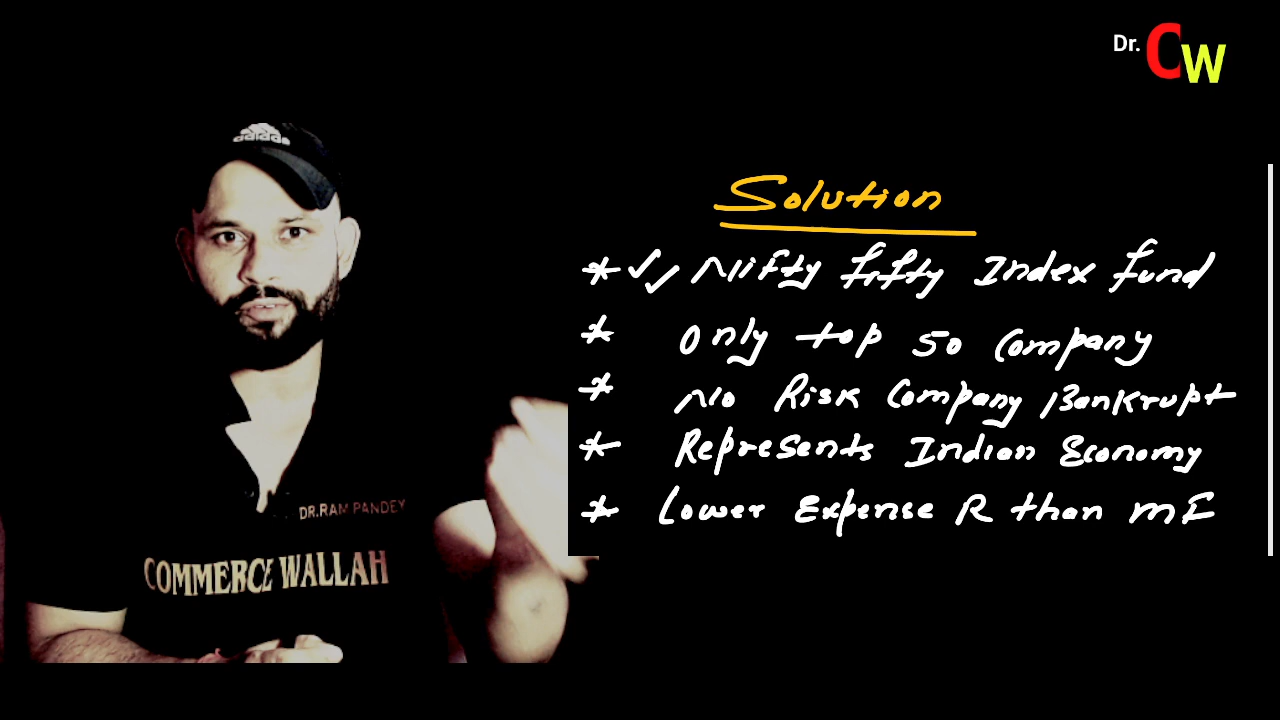 Dr. CW
adidas
Solution
* ✓✓ Nifty fifty Index fund
* Only top 50 Company
* No Risk Company Bankrupt
* Represents Indian Economy
* Lower Expense R than MF
DR.RAM PANDEY
COMMERCE WALLAH